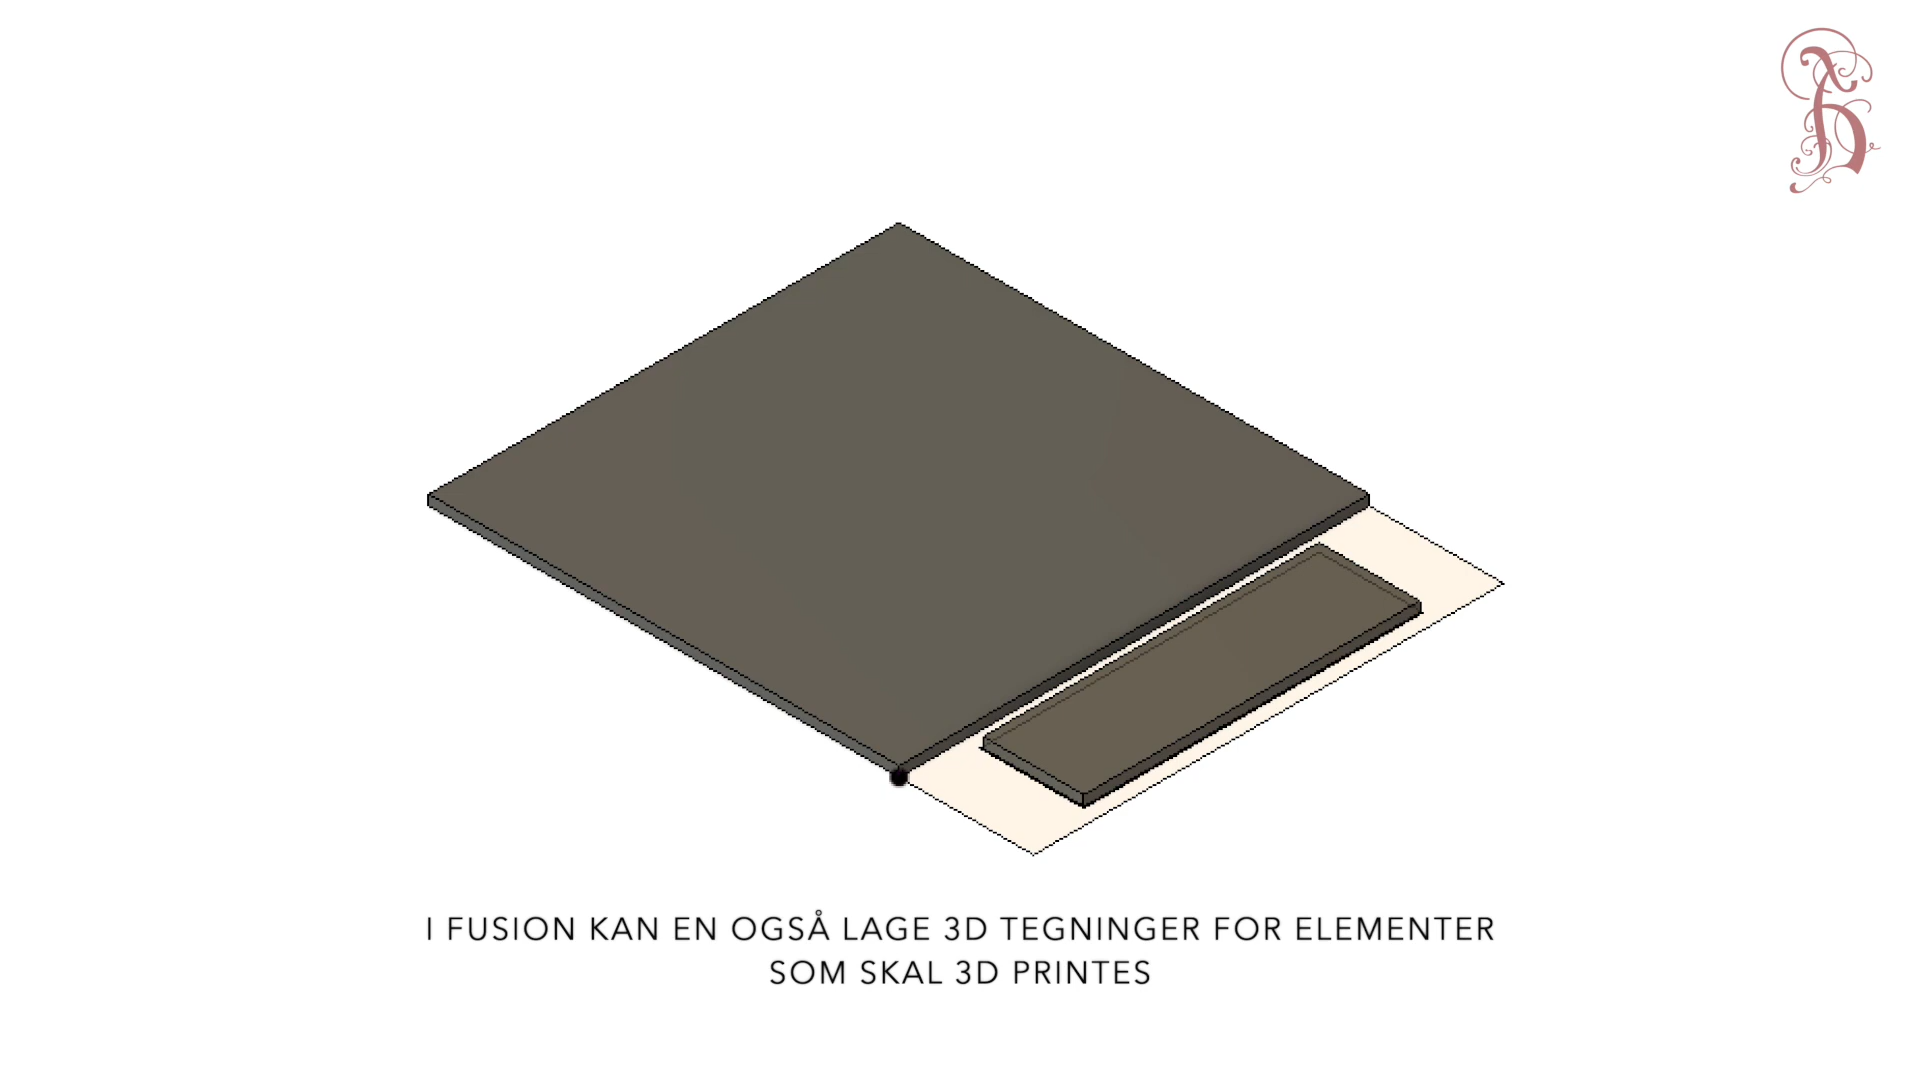 I FUSION KAN EN OGSÅ LAGE 3D TEGNINGER FOR ELEMENTER
SOM SKAL 3D PRINTES